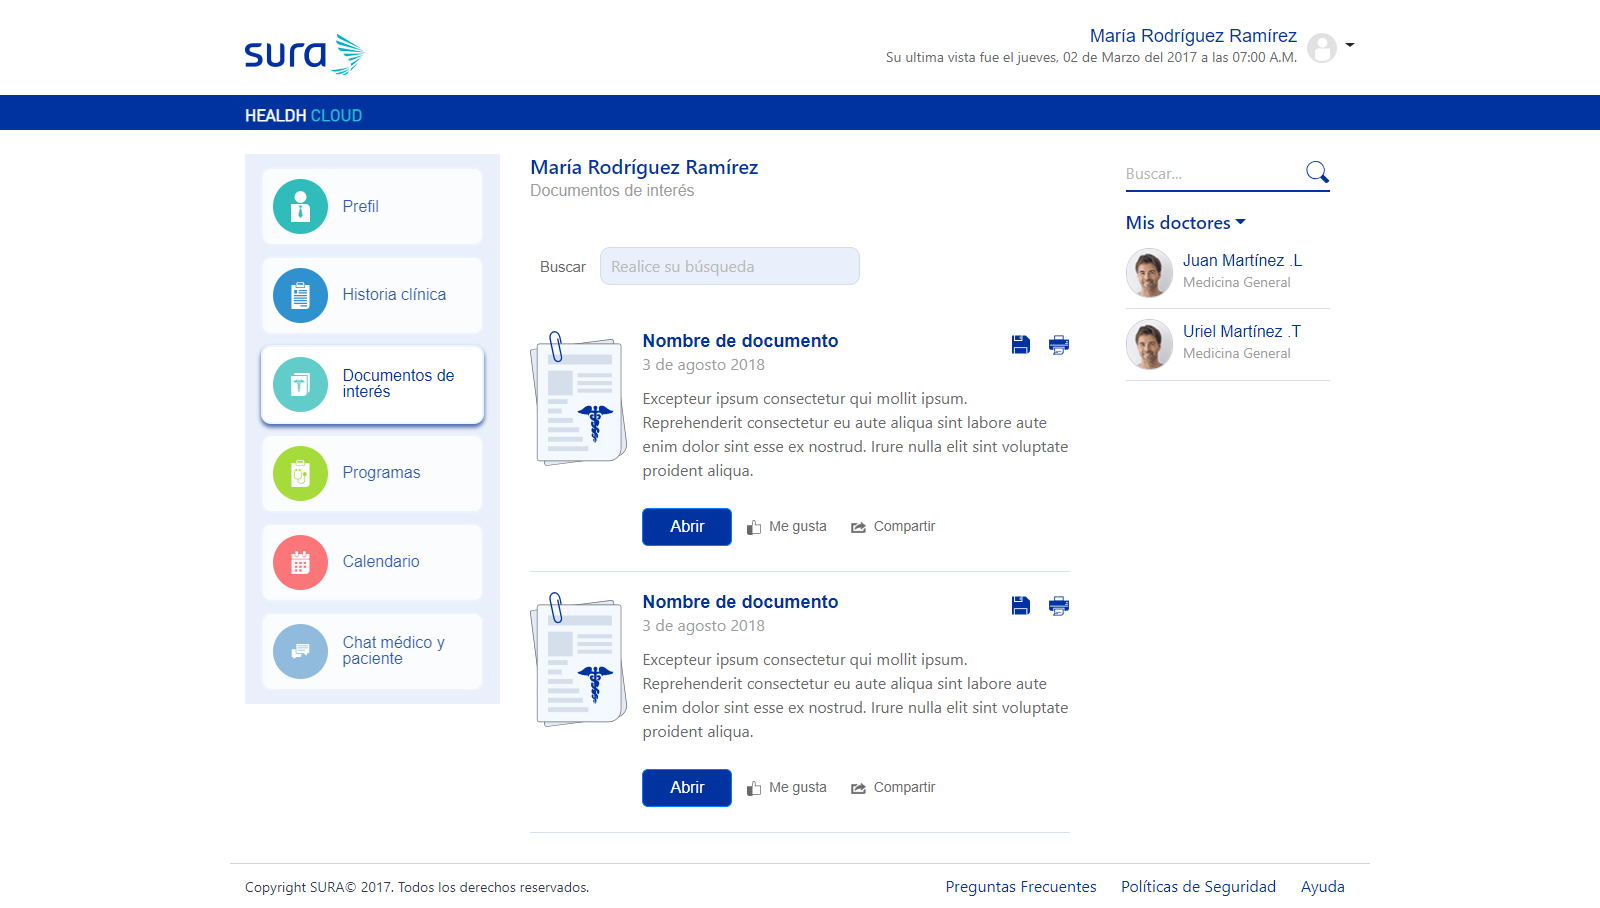 sura
María Rodríguez Ramírez
Su ultima vista fue el jueves, 02 de Marzo del 2017 a las 07:00 A.M.
HEALDH CLOUD
Prefil
Historia clínica
Documentos de
interés
Programas
Calendario
Chat médico y
paciente
María Rodríguez Ramírez
Documentos de interés
Buscar
Realice su búsqueda
Nombre de documento
3 de agosto 2018
Excepteur ipsum consectetur qui mollit ipsum.
Reprehenderit consectetur eu aute aliqua sint labore aute
enim dolor sint esse ex nostrud. Irure nulla elit sint voluptate
proident aliqua.
Abrir
Me gusta
Compartir
Nombre de documento
3 de agosto 2018
Excepteur ipsum consectetur qui mollit ipsum.
Reprehenderit consectetur eu aute aliqua sint labore aute
enim dolor sint esse ex nostrud. Irure nulla elit sint voluptate
proident aliqua.
Abrir
Me gusta
Compartir
Buscar...
Mis doctores
Juan Martínez .L
Medicina General
Uriel Martínez .T
Medicina General
Copyright SURA© 2017. Todos los derechos reservados.
Preguntas Frecuentes
Políticas de Seguridad
Ayuda